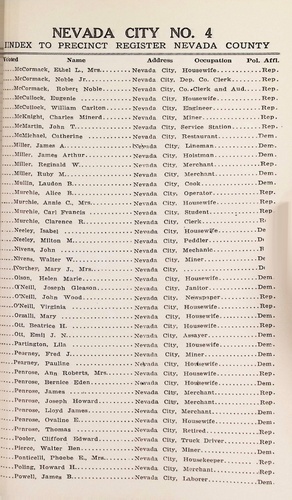 NEVADA CITY NO. 4
INDEX TO PRECINCT REGISTER NEVADA COUNTY
Voted Name Address Occupation Pol. Affl.
McCormack, Ethel L., Mrs. Nevada City, Housewife Rep.
McCormack, Noble Jr. Nevada City, Dep. Co. Clerk Rep.
McCormack, Robert Noble Nevada City, Co. Clerk and Aud. Rep.
McCutlock, Eugenie Nevada City, Housewife Rep.
McCutlock, William Carlton Nevada City, Engineer Rep.
McKnight, Charles Minerd Nevada City, Miner Rep.
McMartin, John T. Nevada City, Service Station Rep.
McMichael, Catherine Nevada City, Restaurant Dem.
Miller, James A. Nevada City, Lineman Dem.
Miller, James Arthur Nevada City, Hoistman Dem.
Miller, Reginald W. Nevada City, Merchant Rep.
Miller, Ruby M. Nevada City, Merchant Dem.
Mullin, Lauden B. Nevada City, Cook Dem.
Murchie, Alice R. Nevada City, Operator Rep.
Murchie, Annie C., Mrs. Nevada City, Housewife Rep.
Murchie, Carl Francis Nevada City, Student Rep.
Murchie, Clarence R. Nevada City, Clerk
Neeley, Isabel Nevada City, Housewife De
Neeley, Milton M. Nevada City, Peddler
Nivens, John Nevada City, Mechanic
Nivens, Walter W. Nevada City, Miner
Norther, Mary J., Mrs. Nevada City,
Olson, Helen Marie Nevada City, Housewife Dem
O'Neill, Joseph Gleason Nevada City, Janitor Dem.
O'Neill, John Wood Nevada City, Newspaper Rep.
O'Neill, Virginia Nevada City, Housewife Rep.
Orsalli, Mary Nevada City, Housewife Dem.
Ott, Beatrice H. Nevada City, Housewife Dem.
Ott, Emil J. N. Nevada City, Assayer Dem.
Partington, Lila Nevada City, Housewife Dem.
Pearney, Fred J. Nevada City, Miner Dem.
Pearney, Pauline Nevada City, Housewife Dem.
Penrose, Ann Roberts, Mrs. Nevada City, Housewife Rep.
Penrose, Bernice Eden Nevada City, Housewife Dem.
Penrose, James Nevada City, Merchant Rep.
Penrose, Joseph Howard Nevada City, Merchant Rep.
Penrose, Lloyd James Nevada City, Merchant Dem.
Penrose, Ovaline E. Nevada City, Housewife Dem.
Penrose, Thomas Nevada City, Retired Rep.
Pooler, Clifford Edward Nevada City, Truck Driver Rep.
Pierce, Walter Ben Nevada City, Miner Dem.
Ponticelli, Phoebe E., Mrs. Nevada City, Housekeeper Rep.
Poling, Howard H. Nevada City, Merchant Rep.
Powell, James B. Nevada City, Laborer Dem.